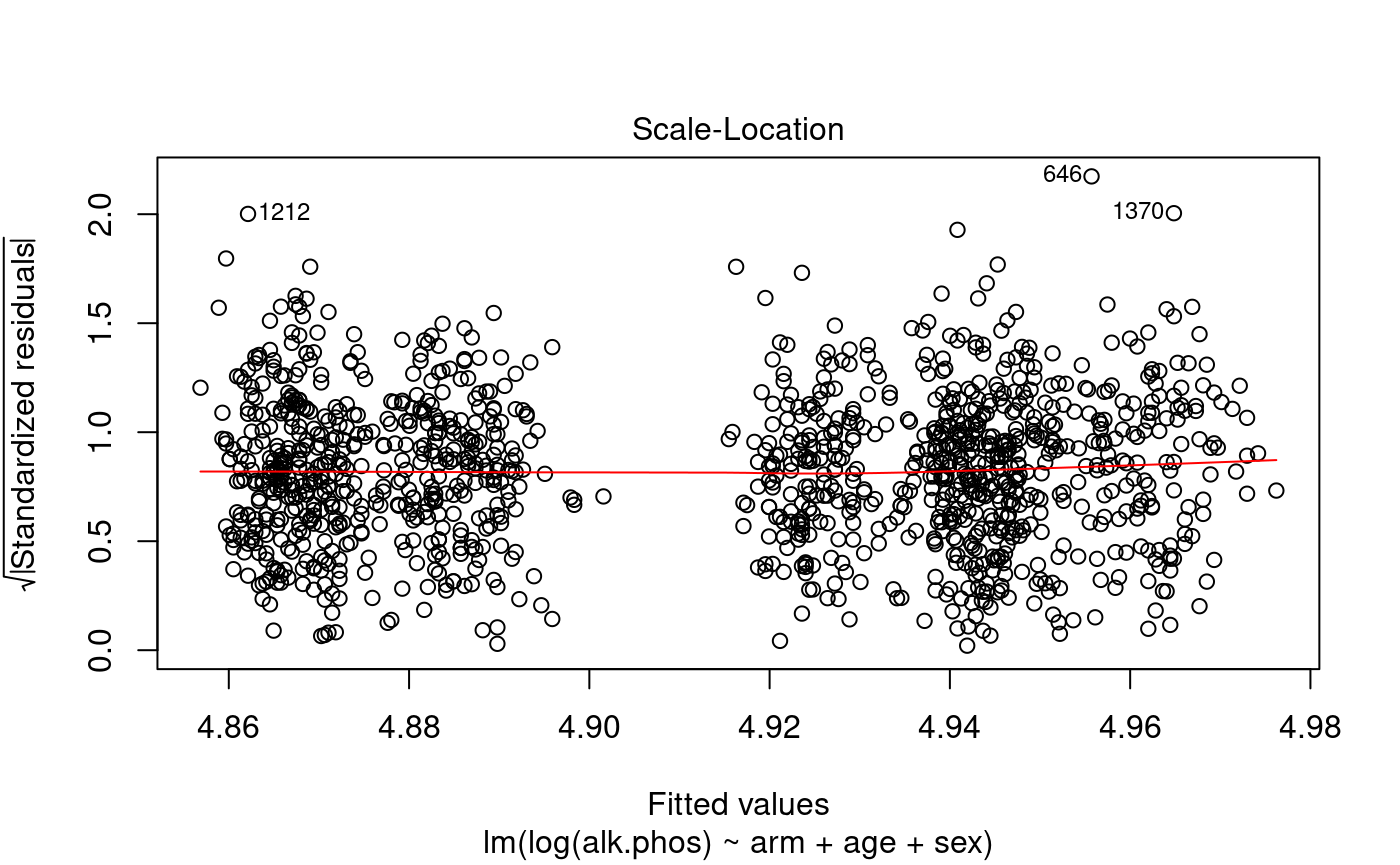 Scale-Location
646
1212
1370
2.0
1.5
1.0
0.5
0.0
√|Standardized residuals|
4.86 4.88 4.90 4.92 4.94 4.96 4.98
Fitted values
lm(log(alk.phos) ~ arm + age + sex)